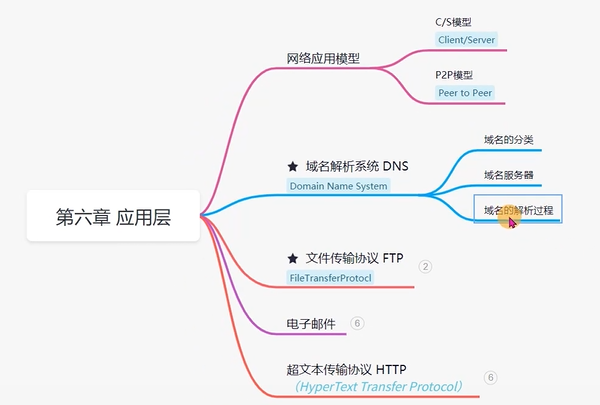 第六章 应用层
网络应用模型
C/S模型
Client/Server
P2P模型
Peer to Peer
★ 域名解析系统 DNS
Domain Name System
域名的分类
域名服务器
域名的解析过程
★ 文件传输协议 FTP
FileTransferProtocl
2
电子邮件
6
超文本传输协议 HTTP
（HyperText Transfer Protocol）
6